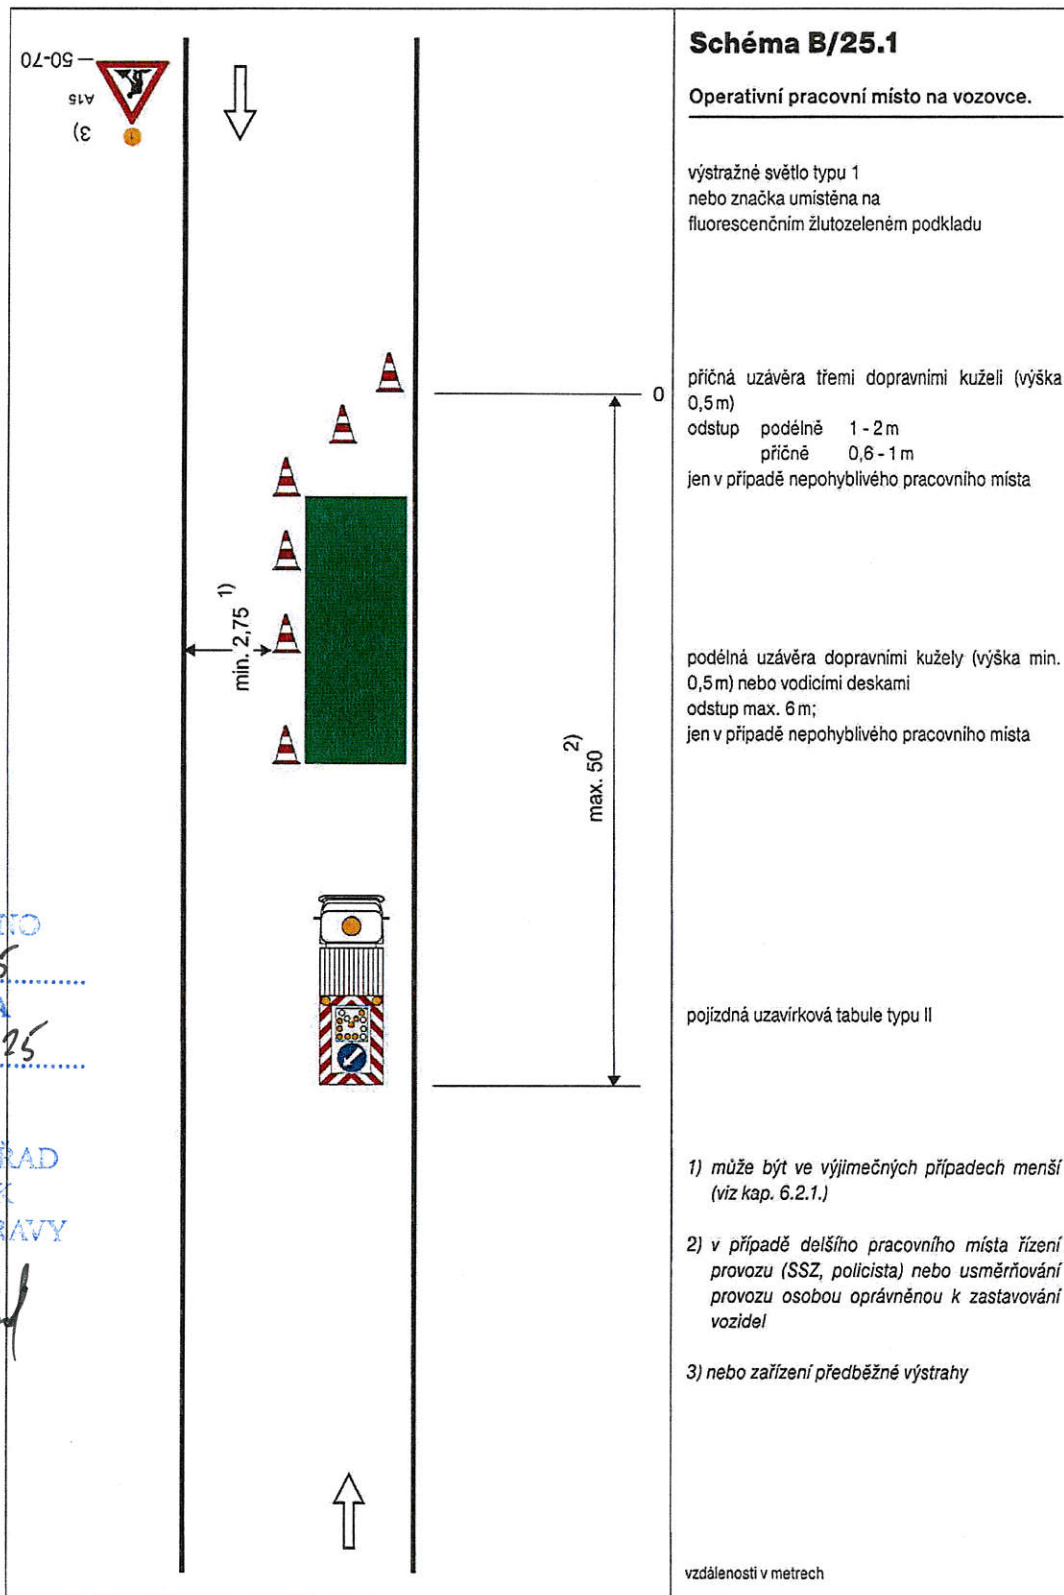 Schéma B/25.1
Operativní pracovní místo na vozovce.
50-70
A15
3)
výstražné světlo typu 1
nebo značka umístěna na
fluorescenčním žlutozeleném podkladu
0
příčná uzávěra třemi dopravními kuželi (výška
0,5 m)
odstup podélně 1 - 2 m
příčně 0,6 - 1 m
jen v případě nepohyblivého pracovního místa
min. 2,75 1)
podélná uzávěra dopravními kužely (výška min.
0,5 m) nebo vodicími deskami
odstup max. 6 m;
jen v případě nepohyblivého pracovního místa
max. 50 2)
pojízdná uzavírková tabule typu II
25
1) může být ve výjimečných případech menší
(viz kap. 6.2.1.)
2) v případě delšího pracovního místa řízení
provozu (SSZ, policista) nebo usměrňování
provozu osobou oprávněnou k zastavování
vozidel
3) nebo zařízení předběžné výstrahy
vzdálenosti v metrech